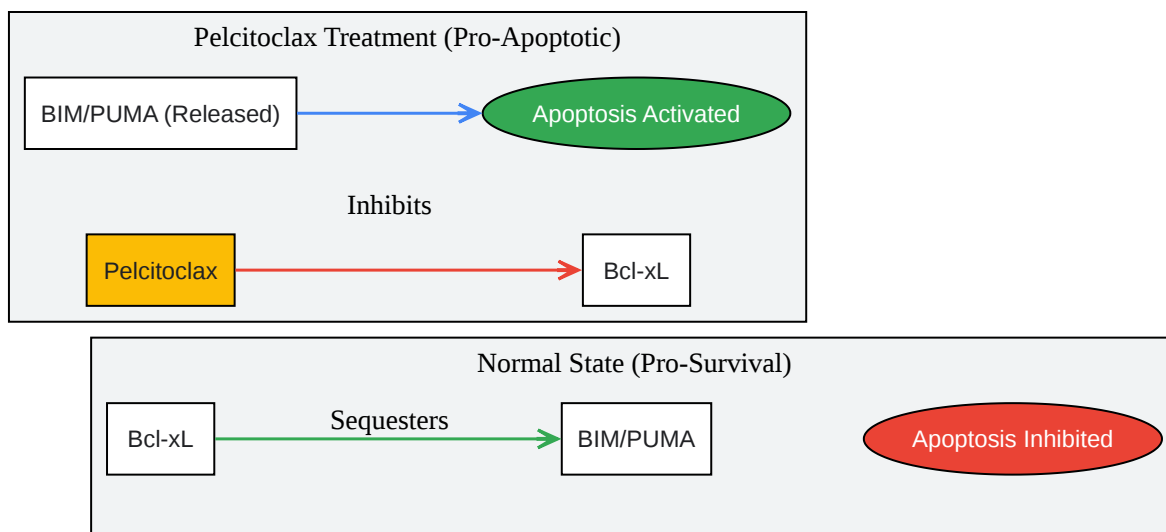 Pelcitoclax Treatment (Pro-Apoptotic)
BIM/PUMA (Released)
Apoptosis Activated
Inhibits
Pelcitoclax
Bcl-xL
Normal State (Pro-Survival)
Bcl-xL
Sequesters
BIM/PUMA
Apoptosis Inhibited